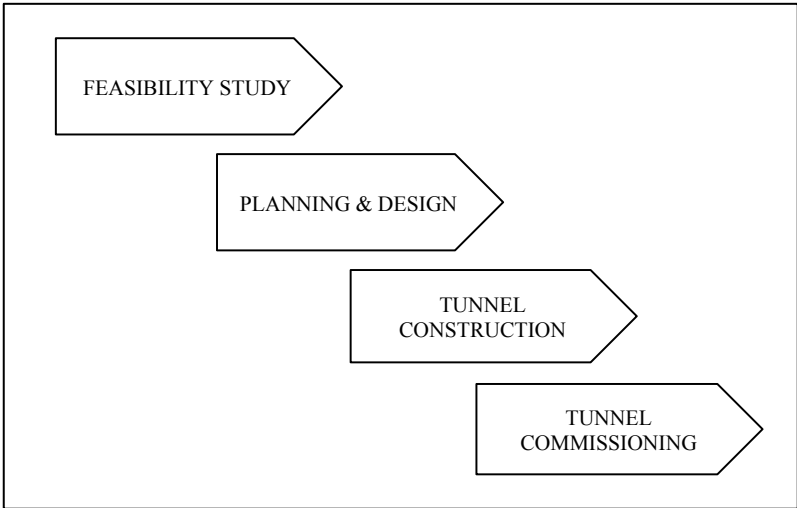 FEASIBILITY STUDY
PLANNING & DESIGN
TUNNEL
CONSTRUCTION
TUNNEL
COMMISSIONING